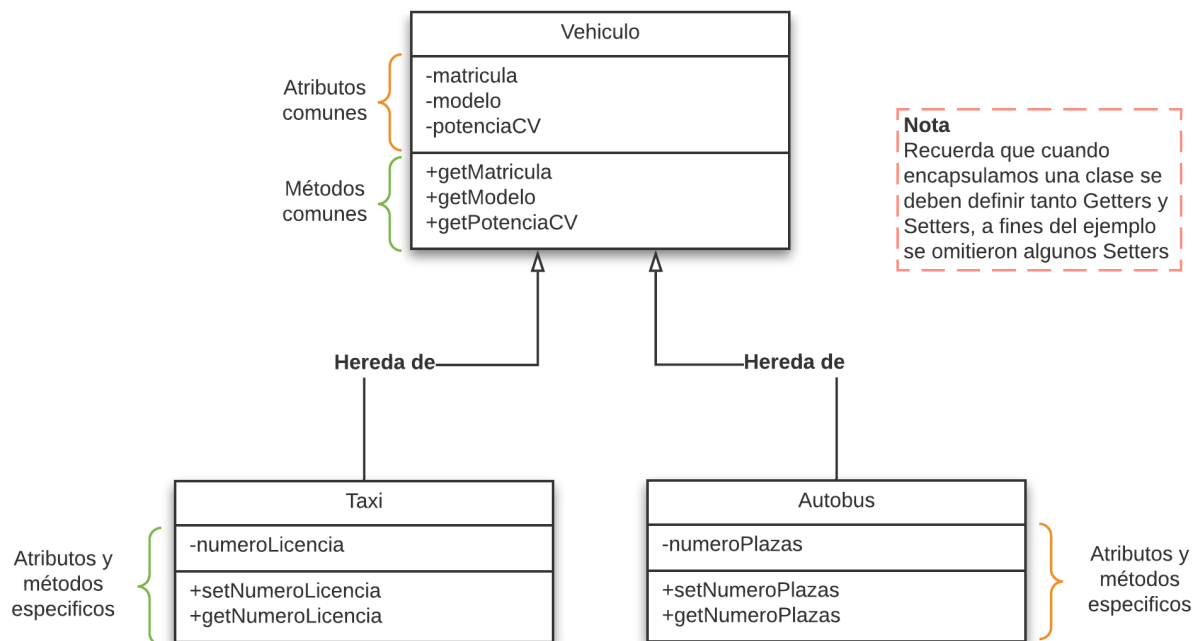 Vehiculo
Atributos
comunes
-matricula
-modelo
-potenciaCV
Métodos
comunes
+getMatricula
+getModelo
+getPotenciaCV
Nota
Recuerda que cuando
encapsulamos una clase se
deben definir tanto Getters y
Setters, a fines del ejemplo
se omitieron algunos Setters
Hereda de
Hereda de
Taxi
Atributos y
métodos
especificos
-numeroLicencia
+setNumeroLicencia
+getNumeroLicencia
Autobus
-numeroPlazas
+setNumeroPlazas
+getNumeroPlazas
Atributos y
métodos
especificos